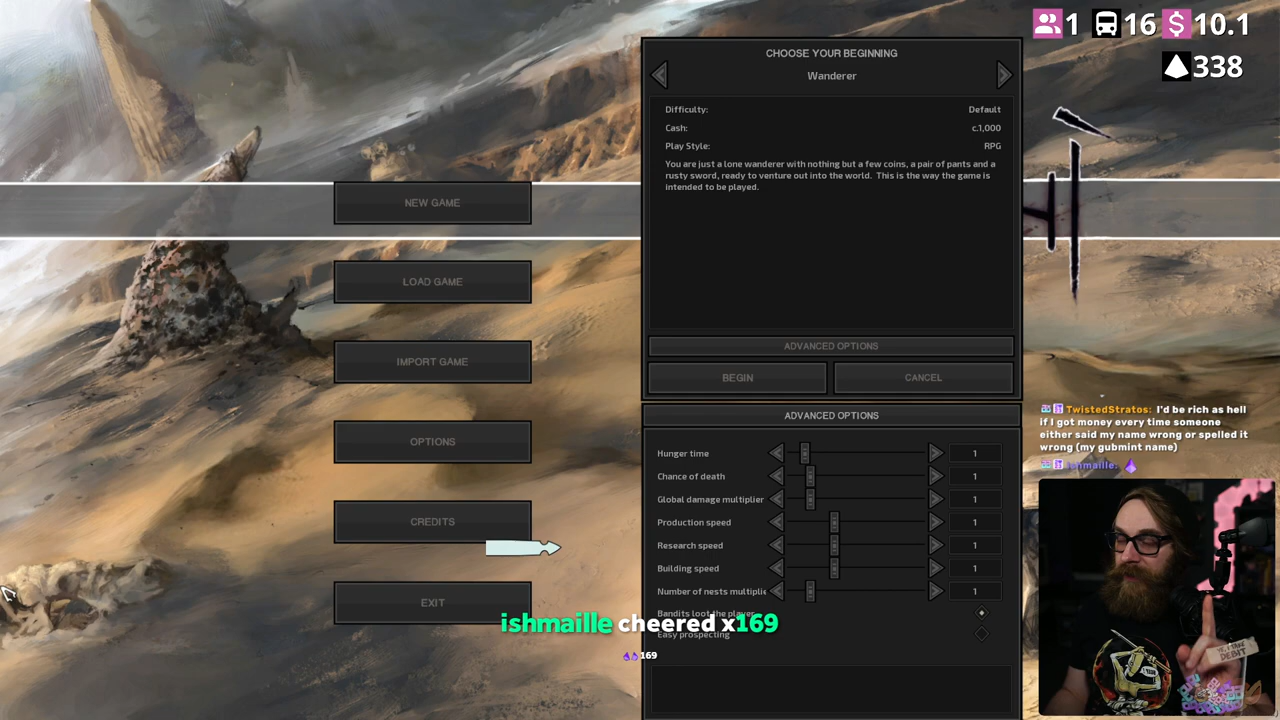 1 16 $ 10.1
338
CHOOSE YOUR BEGINNING
Wanderer
Difficulty: Default
Cash: c.1,000
Play Style: RPG
You are just a lone wanderer with nothing but a few coins, a pair of pants and a
rusty sword, ready to venture out into the world. This is the way the game is
intended to be played.
ADVANCED OPTIONS
BEGIN CANCEL
NEW GAME
LOAD GAME
IMPORT GAME
OPTIONS
CREDITS
EXIT
ADVANCED OPTIONS
Hunger time 1
Chance of death 1
Global damage multiplier 1
Production speed 1
Research speed 1
Building speed 1
Number of nests multiplie 1
Bandits loot the player
Easy prospecting
ishmaille cheered x169
169
TwistedStratos: I'd be rich as hell
if I got money every time someone
either said my name wrong or spelled it
wrong (my gubmint name)
ishmaille:
DEBIT